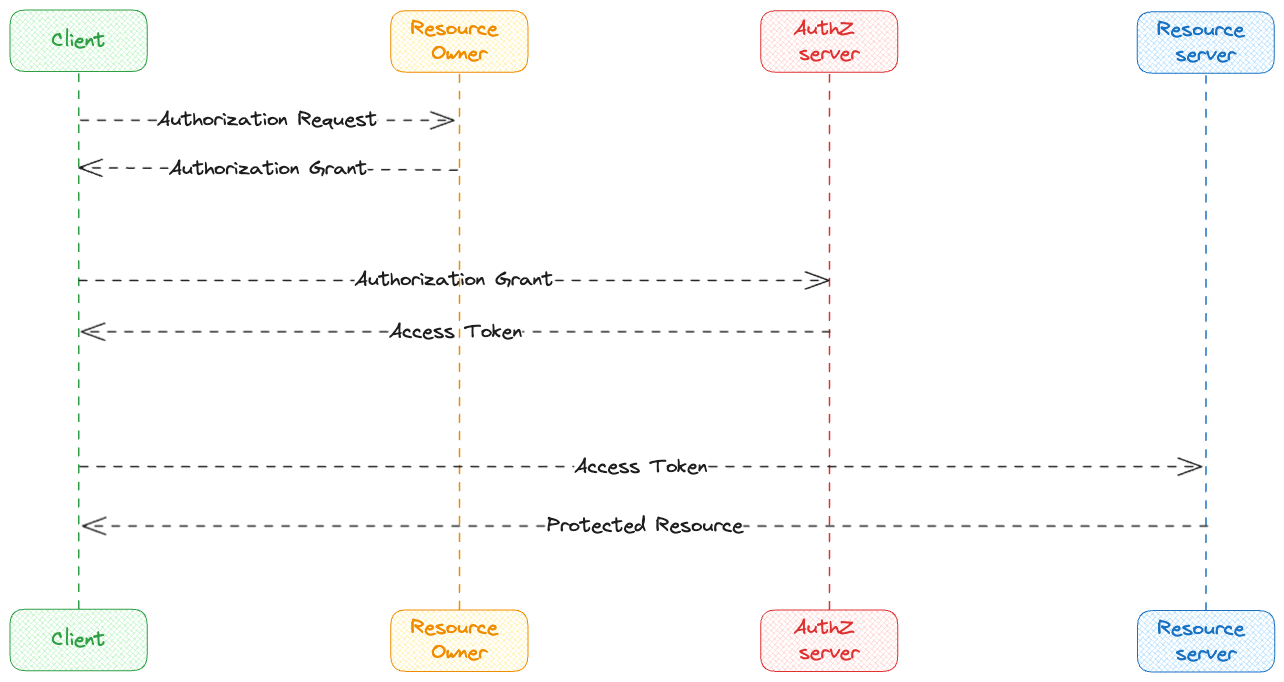 Client
Resource
Owner
AuthZ
server
Resource
server
Authorization Request
Authorization Grant
Authorization Grant
Access Token
Access Token
Protected Resource
Client
Resource
Owner
AuthZ
server
Resource
server